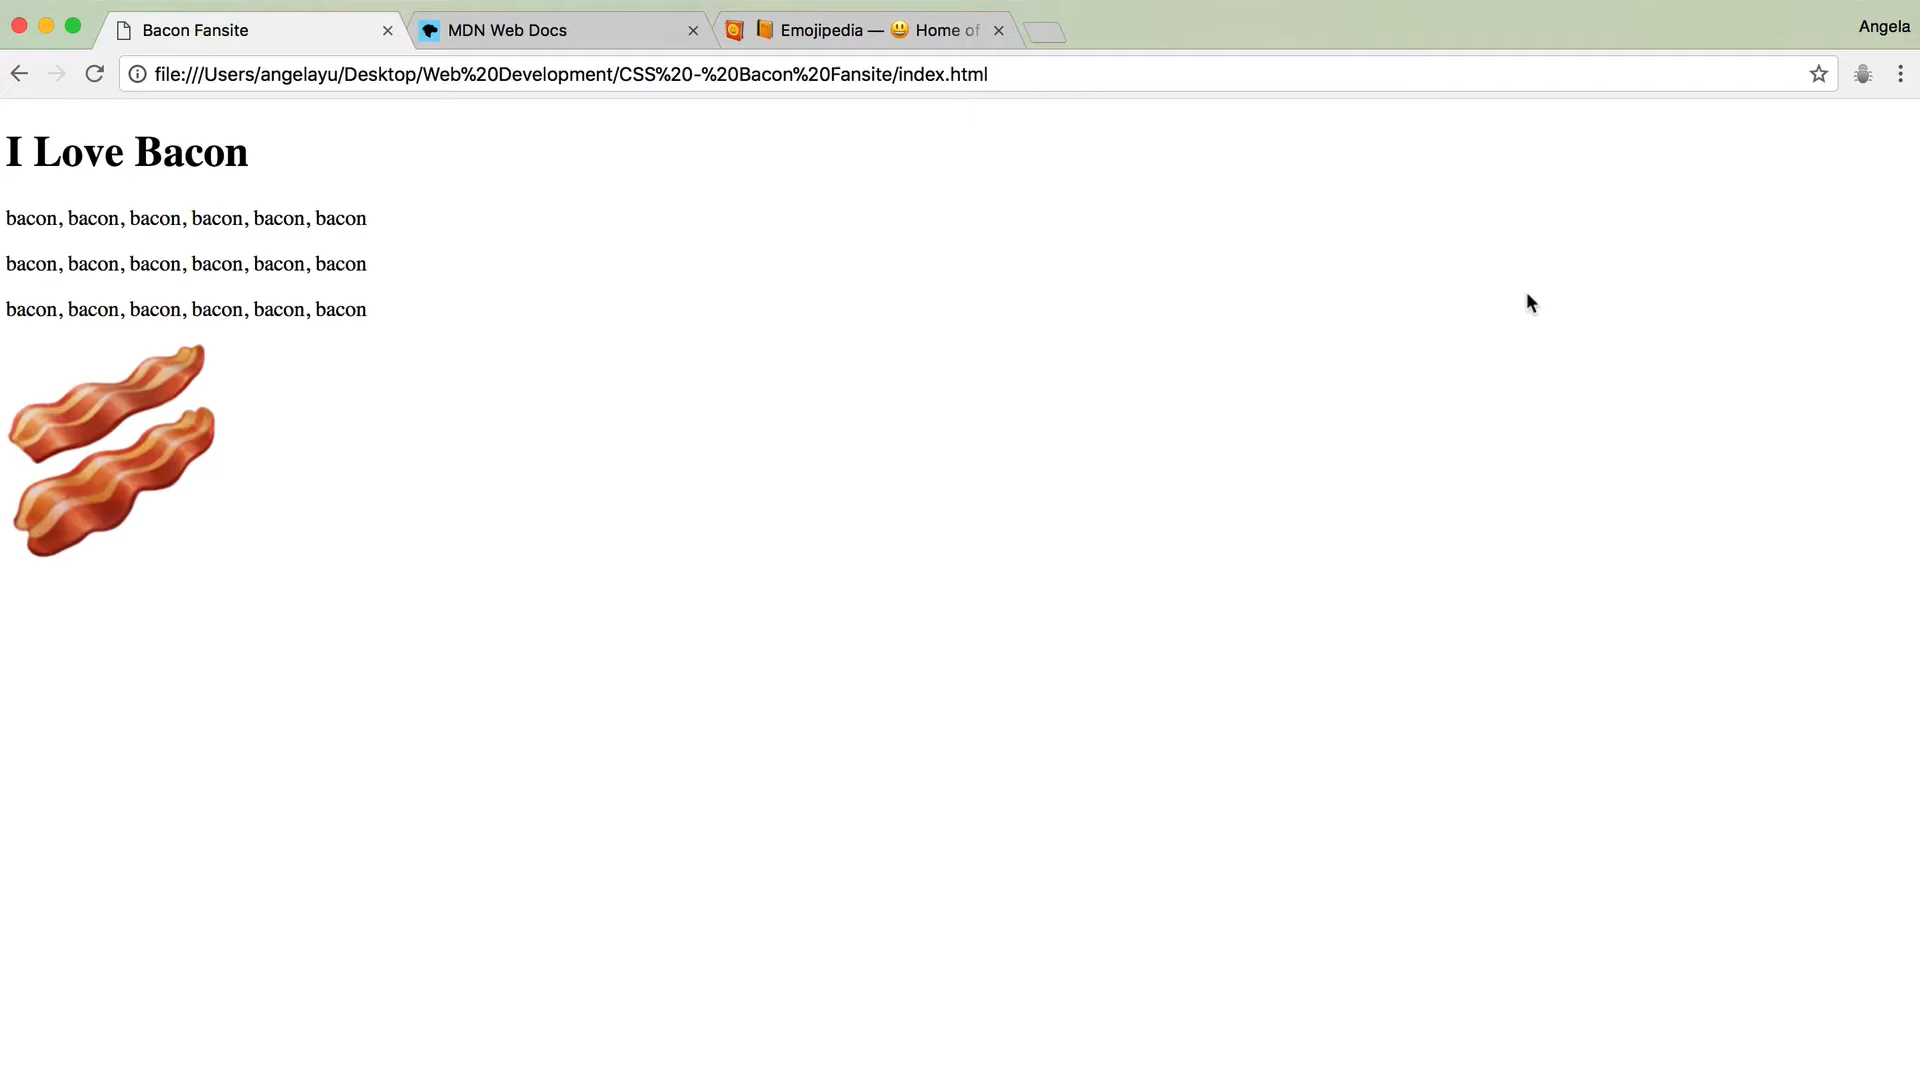 Bacon Fansite
MDN Web Docs
Emojipedia — 😃 Home of
Angela
file:///Users/angelayu/Desktop/Web%20Development/CSS%20-%20Bacon%20Fansite/index.html
I Love Bacon
bacon, bacon, bacon, bacon, bacon, bacon
bacon, bacon, bacon, bacon, bacon, bacon
bacon, bacon, bacon, bacon, bacon, bacon